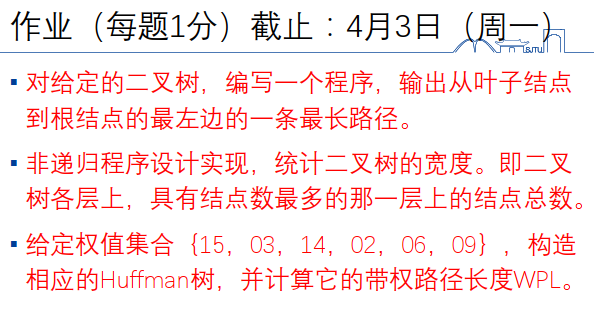 作业（每题1分）截止：4月3日（周一）
▪ 对给定的二叉树，编写一个程序，输出从叶子结点
到根结点的最左边的一条最长路径。
▪ 非递归程序设计实现，统计二叉树的宽度。即二叉
树各层上，具有结点数最多的那一层上的结点总数。
▪ 给定权值集合｛15，03，14，02，06，09｝，构造
相应的Huffman树，并计算它的带权路径长度WPL。